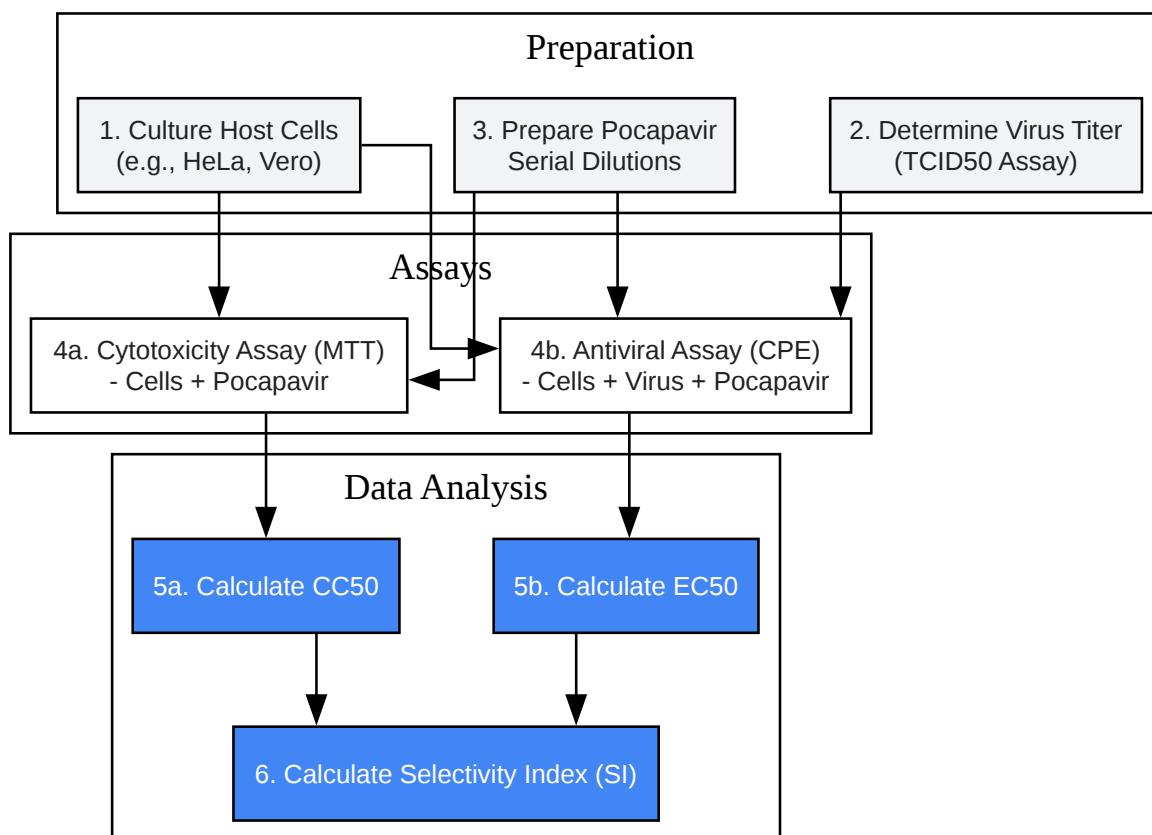 Preparation
1. Culture Host Cells
(e.g., HeLa, Vero)
3. Prepare Pocapavir
Serial Dilutions
2. Determine Virus Titer
(TCID50 Assay)
Assays
4a. Cytotoxicity Assay (MTT)
- Cells + Pocapavir
4b. Antiviral Assay (CPE)
- Cells + Virus + Pocapavir
Data Analysis
5a. Calculate CC50
5b. Calculate EC50
6. Calculate Selectivity Index (SI)